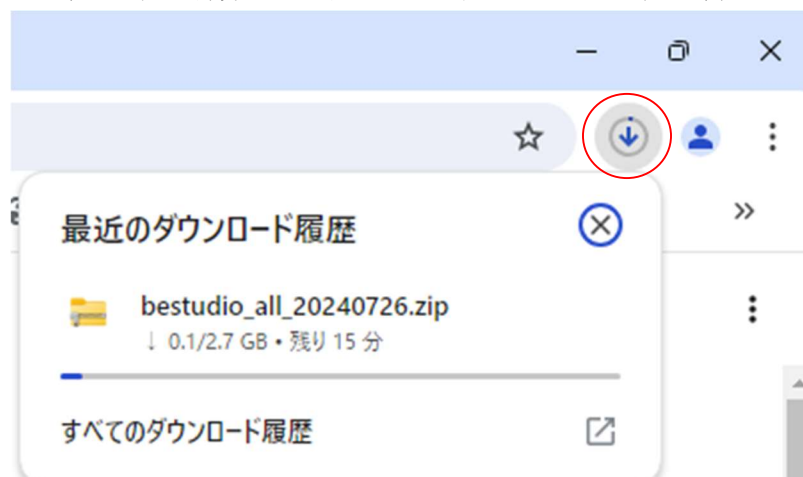 最近のダウンロード履歴
bestudio_all_20240726.zip
↓ 0.1/2.7 GB • 残り 15 分
すべてのダウンロード履歴